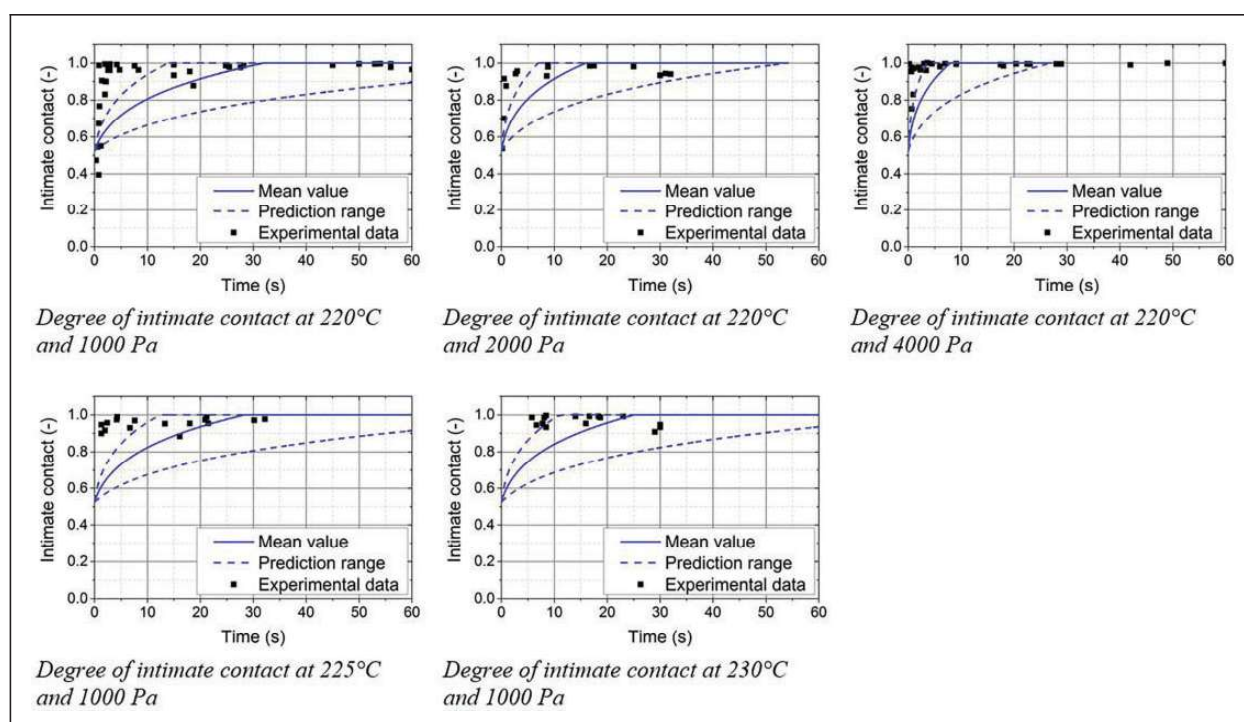 Intimate contact (-)
1.0
0.8
0.6
0.4
0.2
0.0
Mean value
Prediction range
Experimental data
0 10 20 30 40 50 60
Time (s)
Degree of intimate contact at 220°C
and 1000 Pa
Intimate contact (-)
1.0
0.8
0.6
0.4
0.2
0.0
Mean value
Prediction range
Experimental data
0 10 20 30 40 50 60
Time (s)
Degree of intimate contact at 220°C
and 2000 Pa
Intimate contact (-)
1.0
0.8
0.6
0.4
0.2
0.0
Mean value
Prediction range
Experimental data
0 10 20 30 40 50 60
Time (s)
Degree of intimate contact at 220°C
and 4000 Pa
Intimate contact (-)
1.0
0.8
0.6
0.4
0.2
0.0
Mean value
Prediction range
Experimental data
0 10 20 30 40 50 60
Time (s)
Degree of intimate contact at 225°C
and 1000 Pa
Intimate contact (-)
1.0
0.8
0.6
0.4
0.2
0.0
Mean value
Prediction range
Experimental data
0 10 20 30 40 50 60
Time (s)
Degree of intimate contact at 230°C
and 1000 Pa